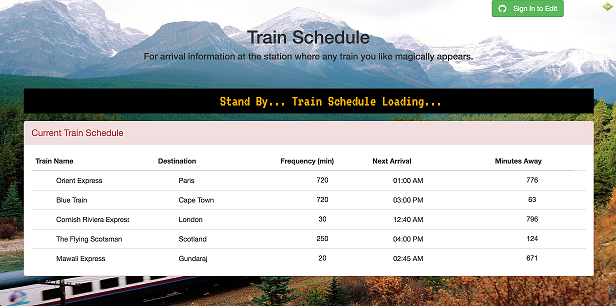 Sign In to Edit
Train Schedule
For arrival information at the station where any train you like magically appears.
Stand By... Train Schedule Loading...
Current Train Schedule
Train Name Destination Frequency (min) Next Arrival Minutes Away
Orient Express Paris 720 01:00 AM 776
Blue Train Cape Town 720 03:00 PM 63
Cornish Riviera Express London 30 12:40 AM 796
The Flying Scotsman Scotland 250 04:00 PM 124
Mawali Express Gundaraj 20 02:45 AM 671